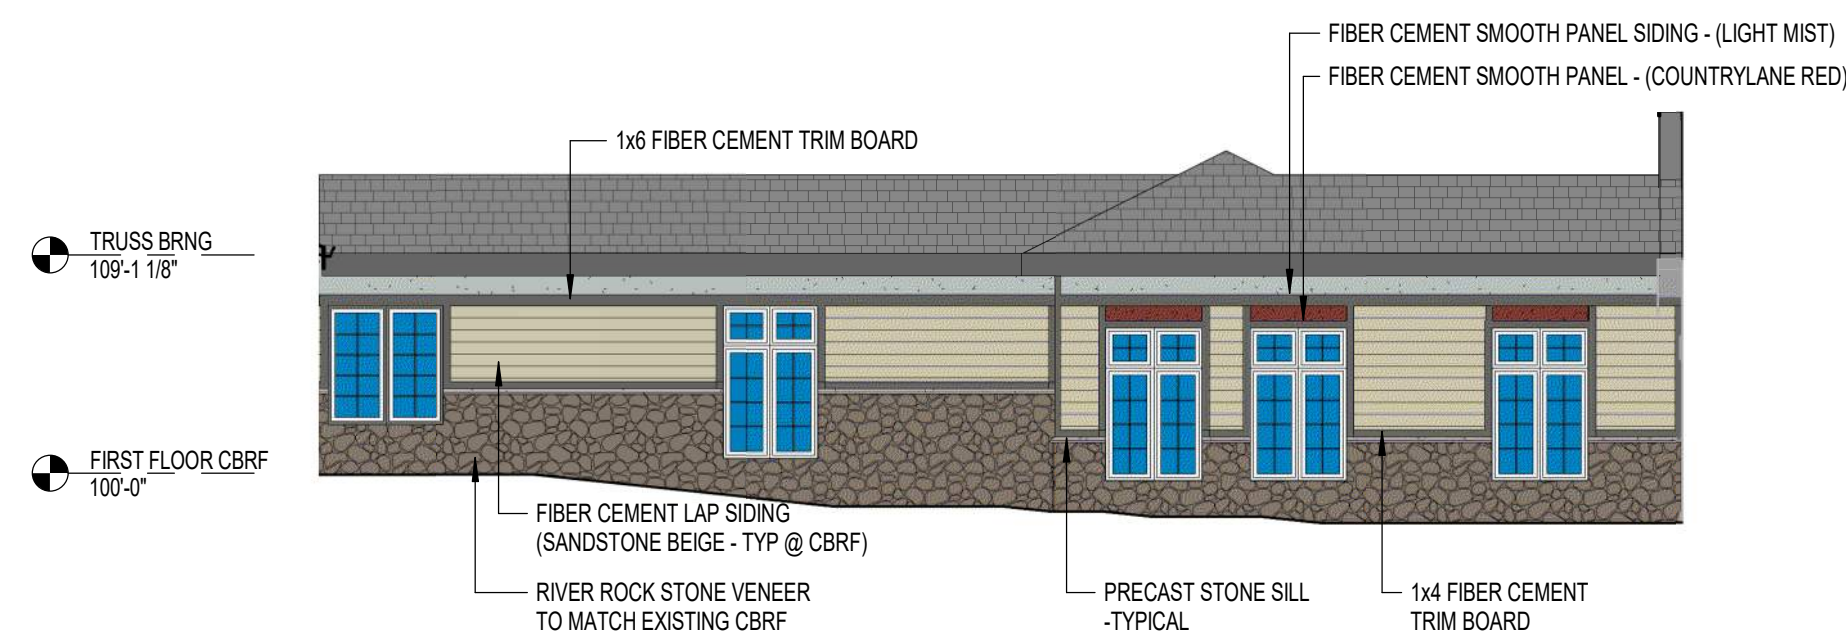 FIBER CEMENT SMOOTH PANEL SIDING - (LIGHT MIST)
FIBER CEMENT SMOOTH PANEL - (COUNTRYLANE RED)
1x6 FIBER CEMENT TRIM BOARD
TRUSS BRNG
109'-1 1/8"
FIRST FLOOR CBRF
100'-0"
FIBER CEMENT LAP SIDING
(SANDSTONE BEIGE - TYP @ CBRF)
RIVER ROCK STONE VENEER
TO MATCH EXISTING CBRF
PRECAST STONE SILL
-TYPICAL
1x4 FIBER CEMENT
TRIM BOARD